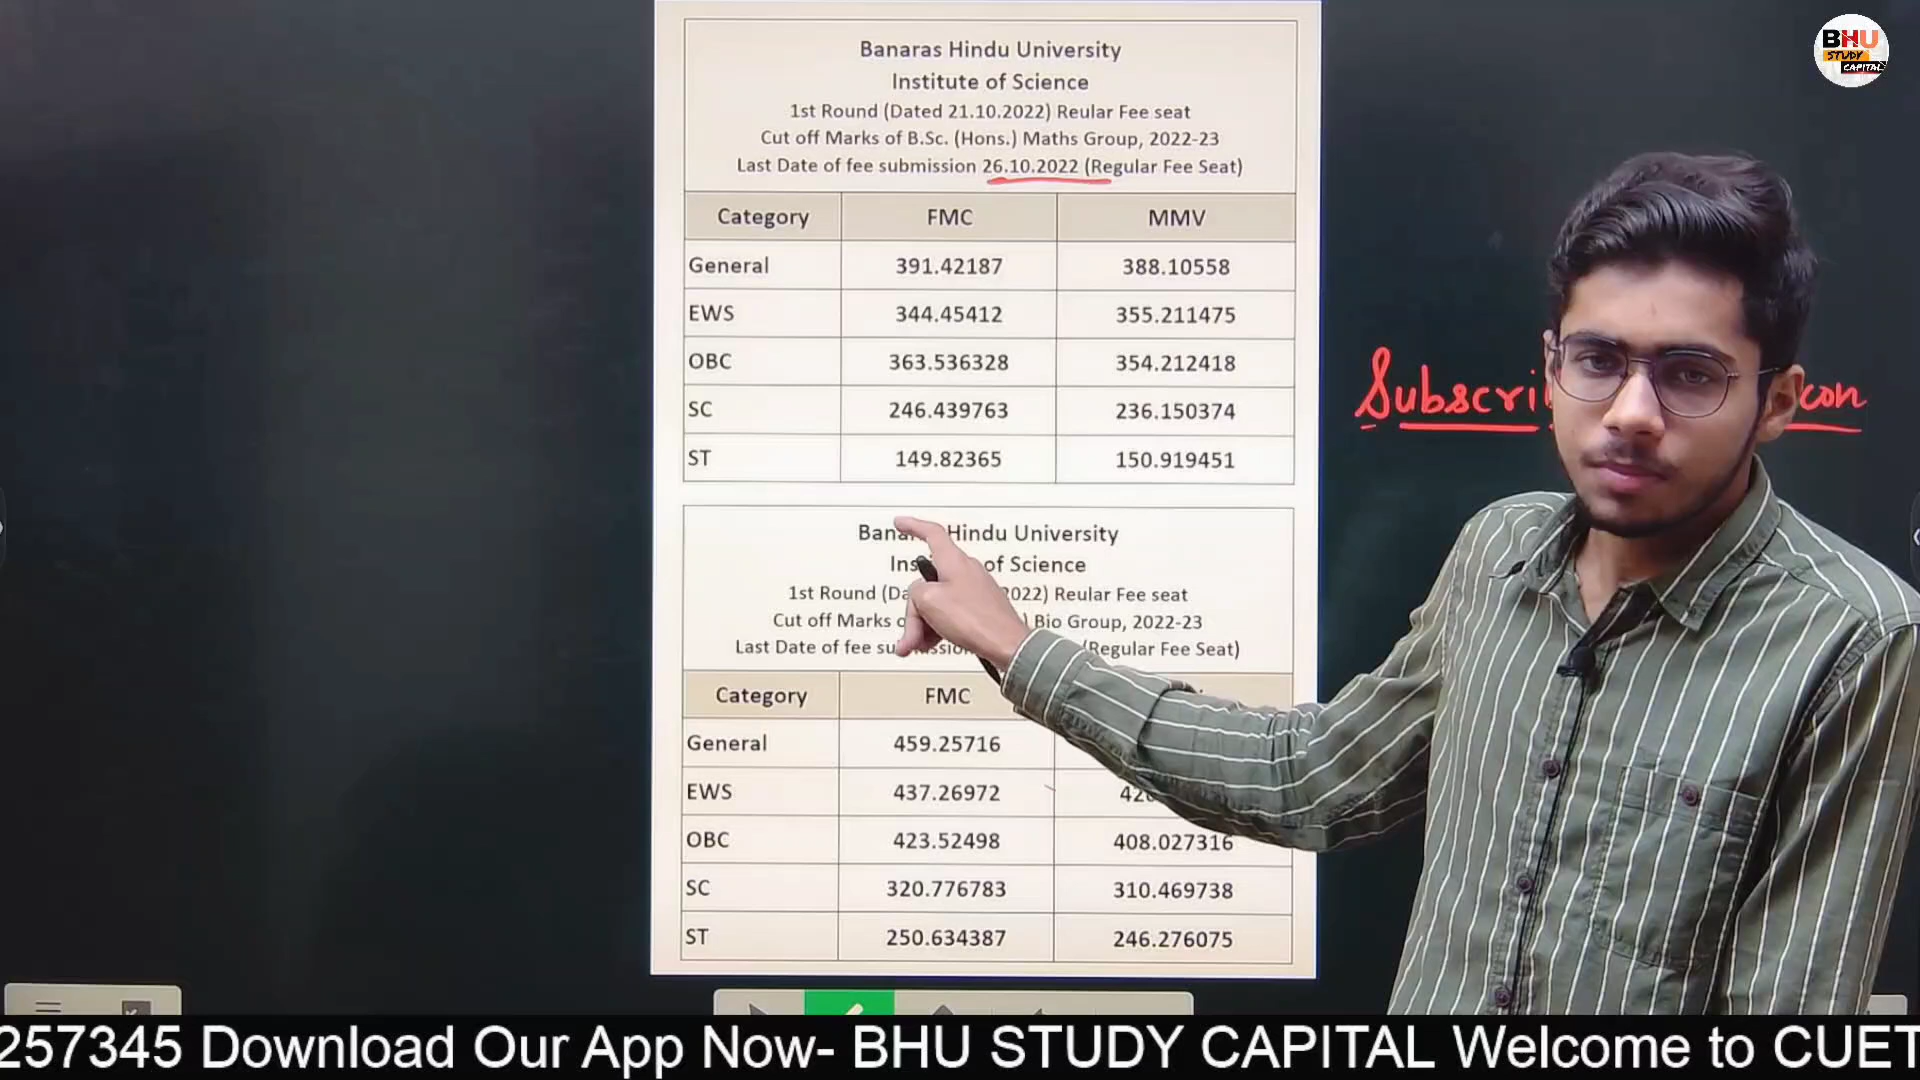 BHU
STUDY
CAPITAL
Banaras Hindu University
Institute of Science
1st Round (Dated 21.10.2022) Reular Fee seat
Cut off Marks of B.Sc. (Hons.) Maths Group, 2022-23
Last Date of fee submission 26.10.2022 (Regular Fee Seat)
Category FMC MMV
General 391.42187 388.10558
EWS 344.45412 355.211475
OBC 363.536328 354.212418
SC 246.439763 236.150374
ST 149.82365 150.919451
Subscri con
Hindu University
of Science
1st Round 2022) Reular Fee seat
Cut off Marks Bio Group, 2022-23
Last Date of fee (Regular Fee Seat)
Category FMC
General 459.25716
EWS 437.26972
OBC 423.52498 408.027316
SC 320.776783 310.469738
ST 250.634387 246.276075
257345 Download Our App Now- BHU STUDY CAPITAL Welcome to CUET